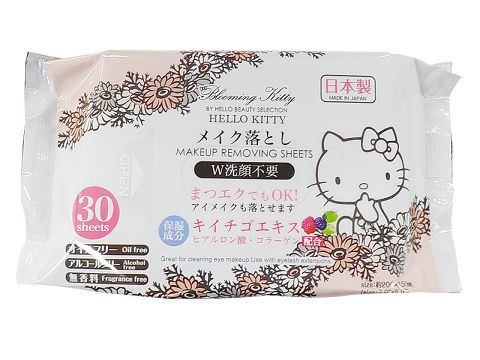 Blooming Kitty
BY HELLO BEAUTY SELECTION
HELLO KITTY
日本製
MADE IN JAPAN
メイク落とし
MAKEUP REMOVING SHEETS
W洗顔不要
OPEN
まつエクでもOK!
アイメイクも落とせます
30
sheets
保湿
成分
キイチゴエキス
ヒアルロン酸・コラーゲン
配合
オイルフリー Oil free
アルコールフリー Alcohol free
無香料 Fragrance free
Great for cleaning eye makeup.Use with eyelash extensions.